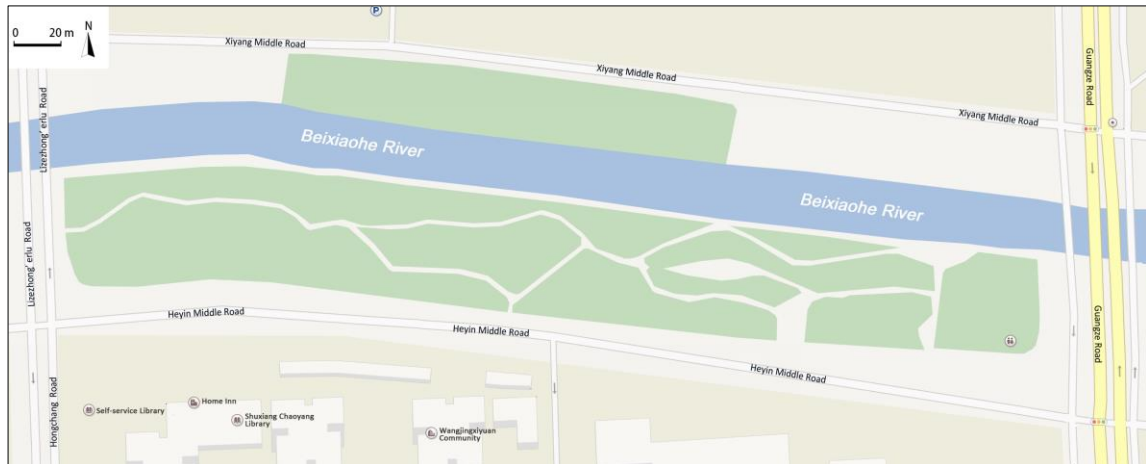 P
0 20 m N
Xiyang Middle Road
Xiyang Middle Road
Xiyang Middle Road
Guangze Road
Lizezhong' erlu Road
Beixiaohe River
Beixiaohe River
Lizezhong' erlu Road
Heyin Middle Road
Heyin Middle Road
Heyin Middle Road
Guangze Road
Hongchang Road
Home Inn
Self-service Library
Shuxiang Chaoyang
Library
Wangjingxiyuan
Community